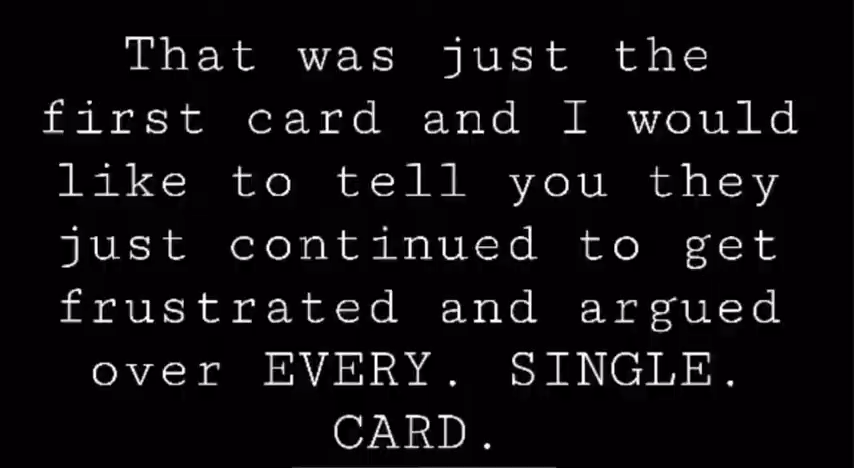 That was just the
first card and I would
like to tell you they
just continued to get
frustrated and argued
over EVERY. SINGLE.
CARD.